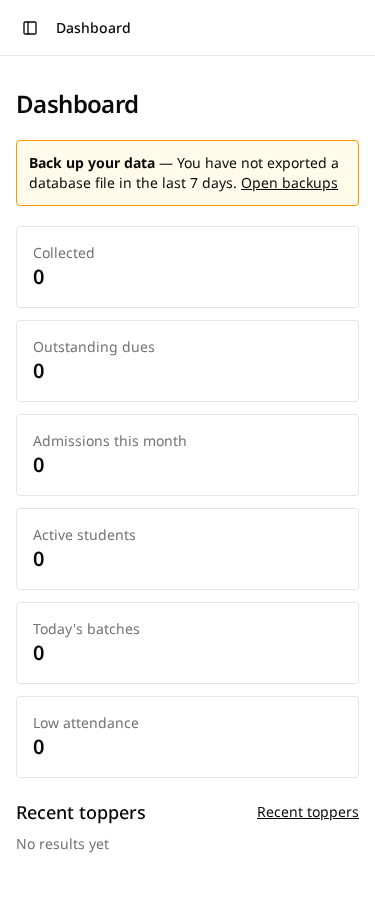 Dashboard
Dashboard
Back up your data — You have not exported a
database file in the last 7 days. Open backups
Collected
0
Outstanding dues
0
Admissions this month
0
Active students
0
Today's batches
0
Low attendance
0
Recent toppers Recent toppers
No results yet